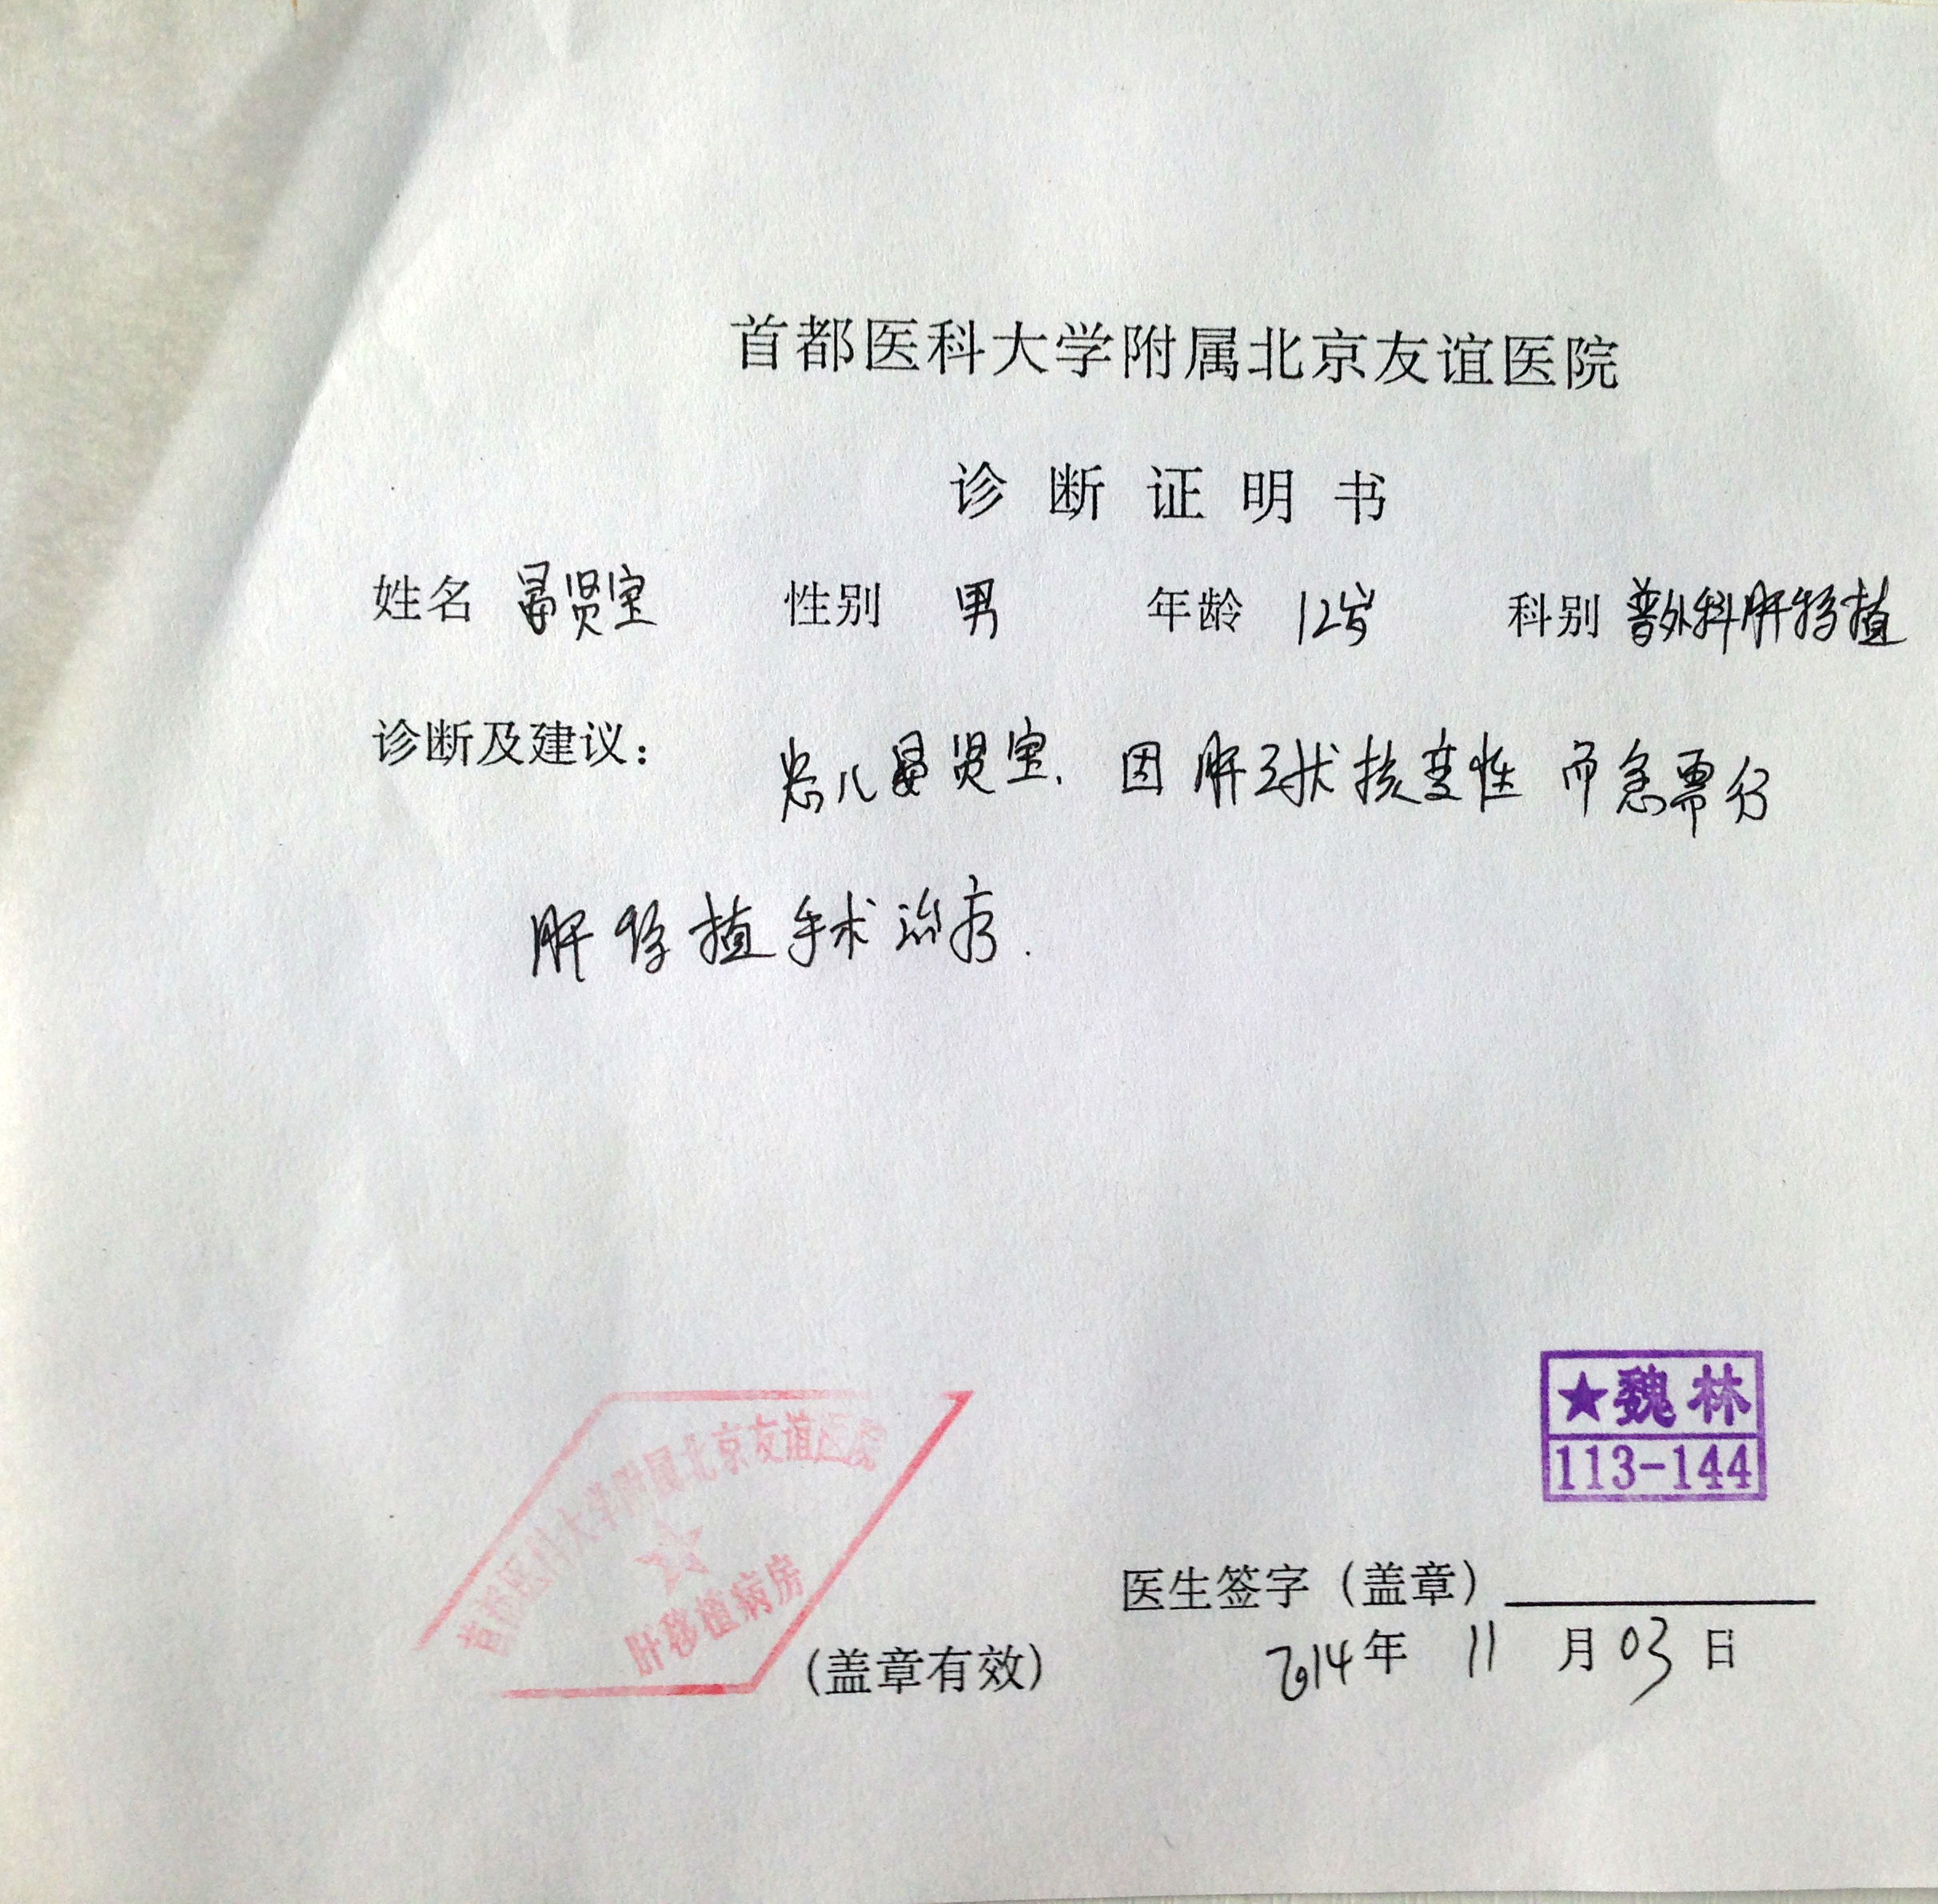 首都医科大学附属北京友谊医院
诊断证明书
姓名 晏贤宝 性别 男 年龄 12岁 科别 普外科肝移植
诊断及建议： 患儿晏贤宝、因肝豆状核变性而急需行
肝移植手术治疗.
★魏林
113-144
首都医科大学附属北京友谊医院
肝移植病房
医生签字（盖章）
（盖章有效）
2014年 11 月 03 日